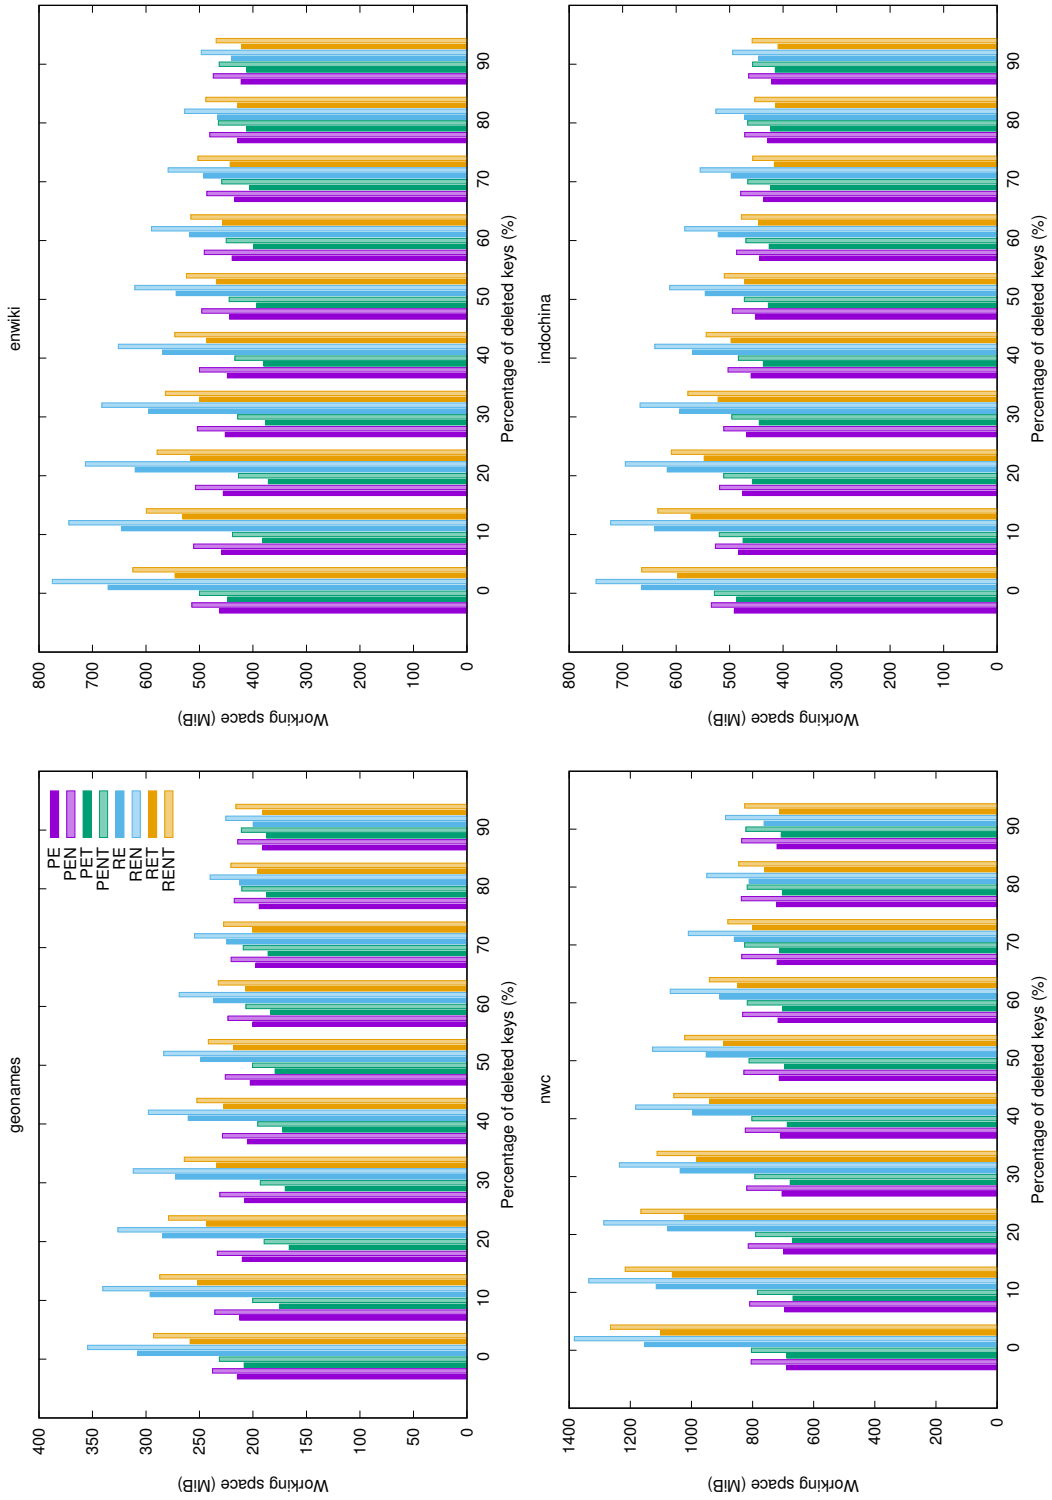 geonames
Working space (MiB)
400
350
300
250
200
150
100
50
0
0 10 20 30 40 50 60 70 80 90
Percentage of deleted keys (%)
PE
PEN
PET
PENT
RE
REN
RET
RENT
enwiki
Working space (MiB)
800
700
600
500
400
300
200
100
0
0 10 20 30 40 50 60 70 80 90
Percentage of deleted keys (%)
nwc
Working space (MiB)
1400
1200
1000
800
600
400
200
0
0 10 20 30 40 50 60 70 80 90
Percentage of deleted keys (%)
indochina
Working space (MiB)
800
700
600
500
400
300
200
100
0
0 10 20 30 40 50 60 70 80 90
Percentage of deleted keys (%)